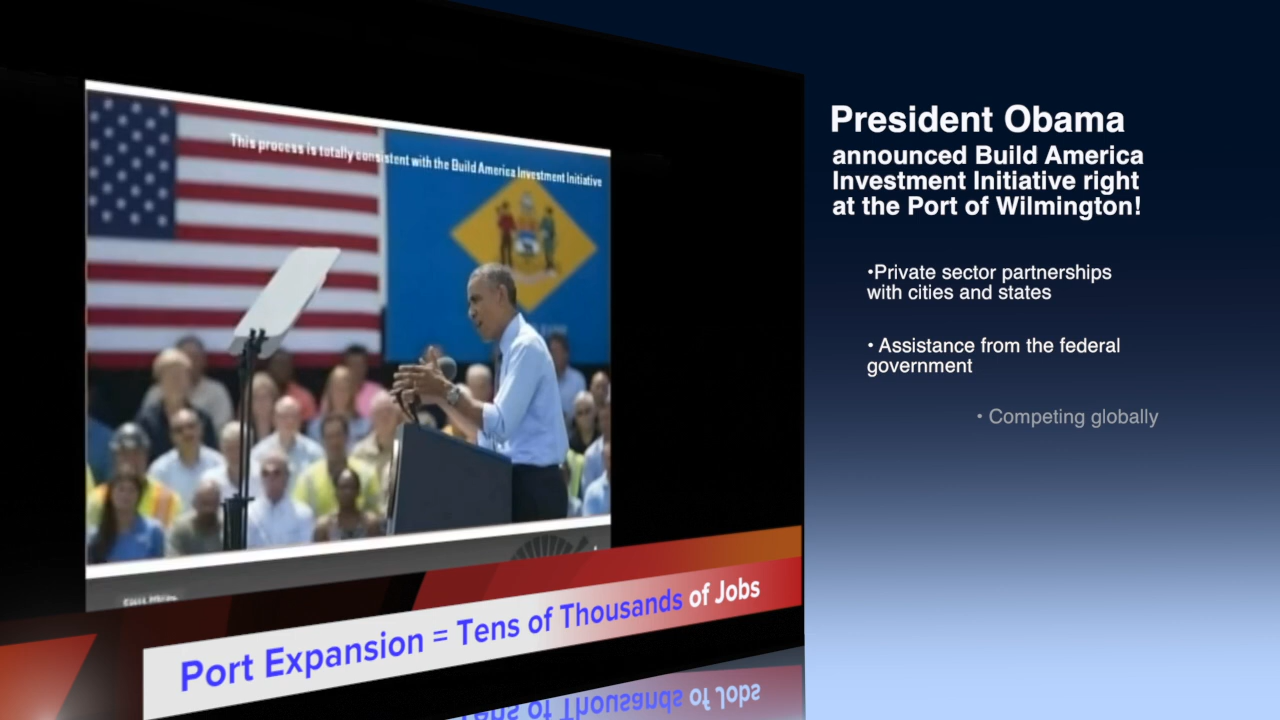 This process is totally consistent with the Build America Investment Initiative
Port Expansion = Tens of Thousands of Jobs
President Obama
announced Build America
Investment Initiative right
at the Port of Wilmington!
•Private sector partnerships
with cities and states
• Assistance from the federal
government
• Competing globally